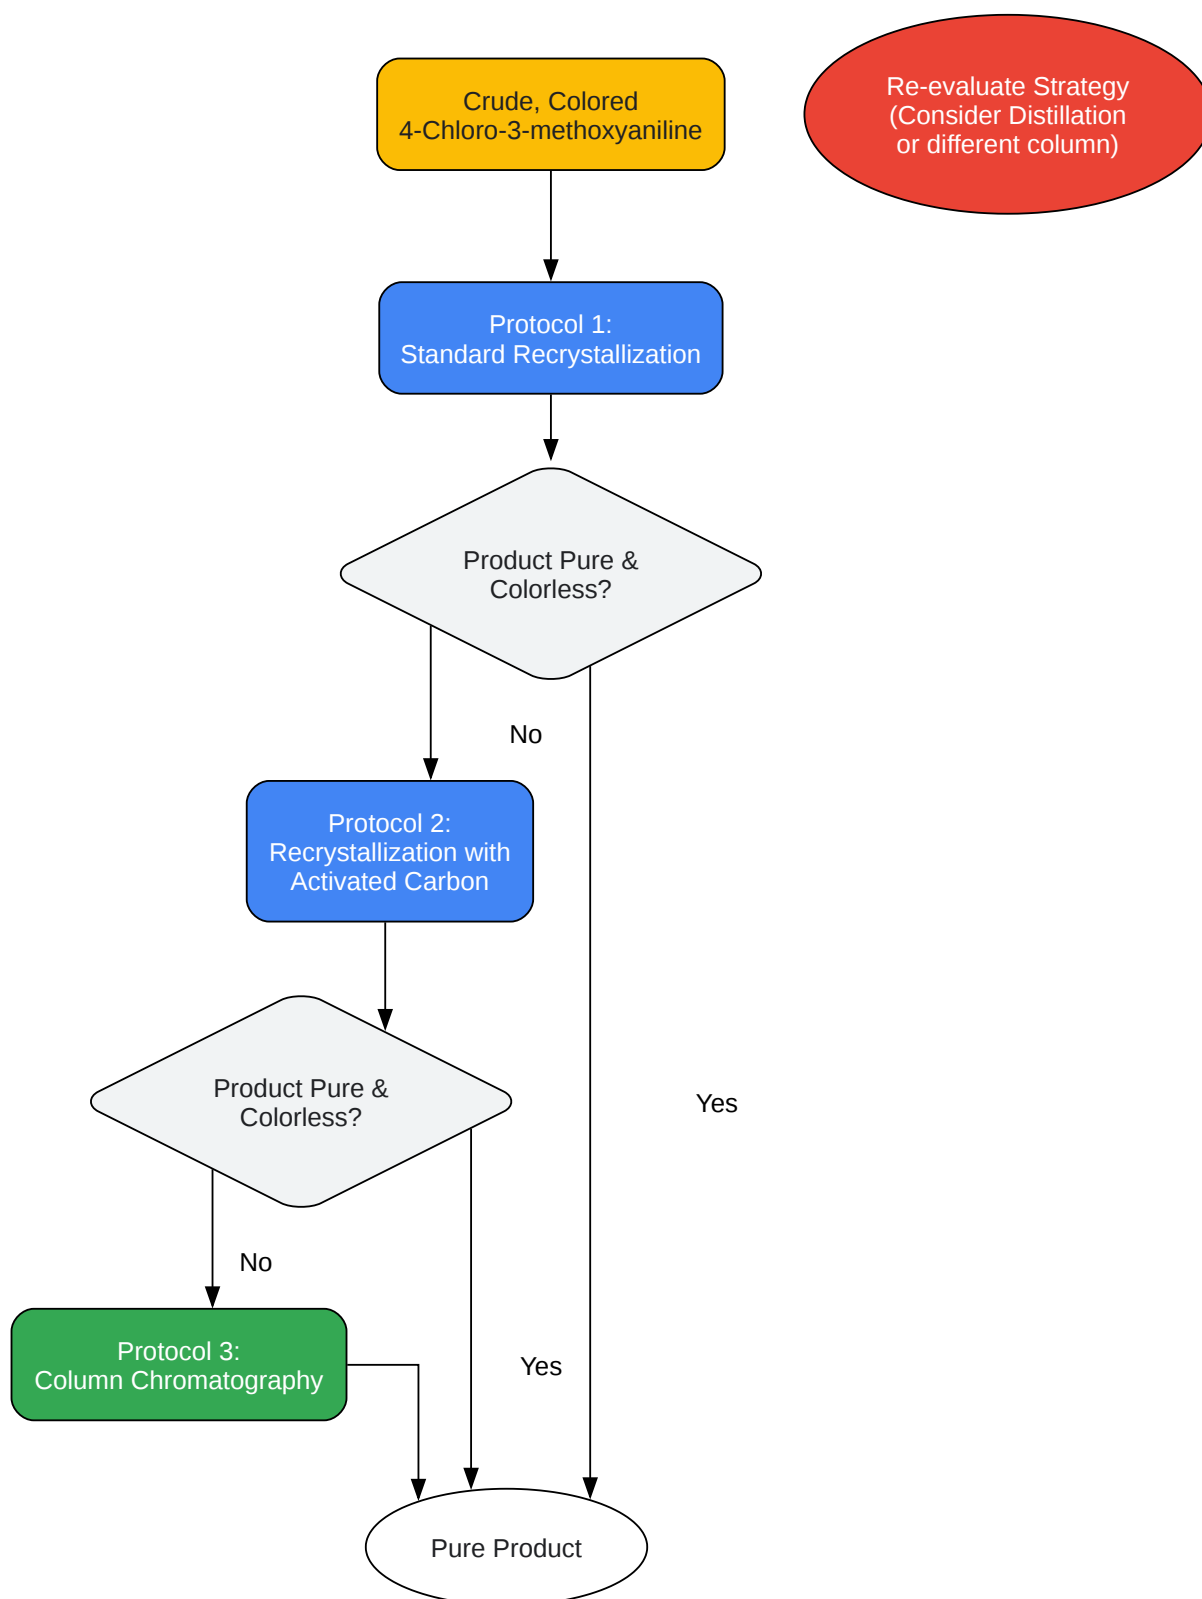 Crude, Colored
4-Chloro-3-methoxyaniline
Re-evaluate Strategy
(Consider Distillation
or different column)
Protocol 1:
Standard Recrystallization
Product Pure &
Colorless?
No
Protocol 2:
Recrystallization with
Activated Carbon
Product Pure &
Colorless?
Yes
No
Protocol 3:
Column Chromatography
Yes
Pure Product